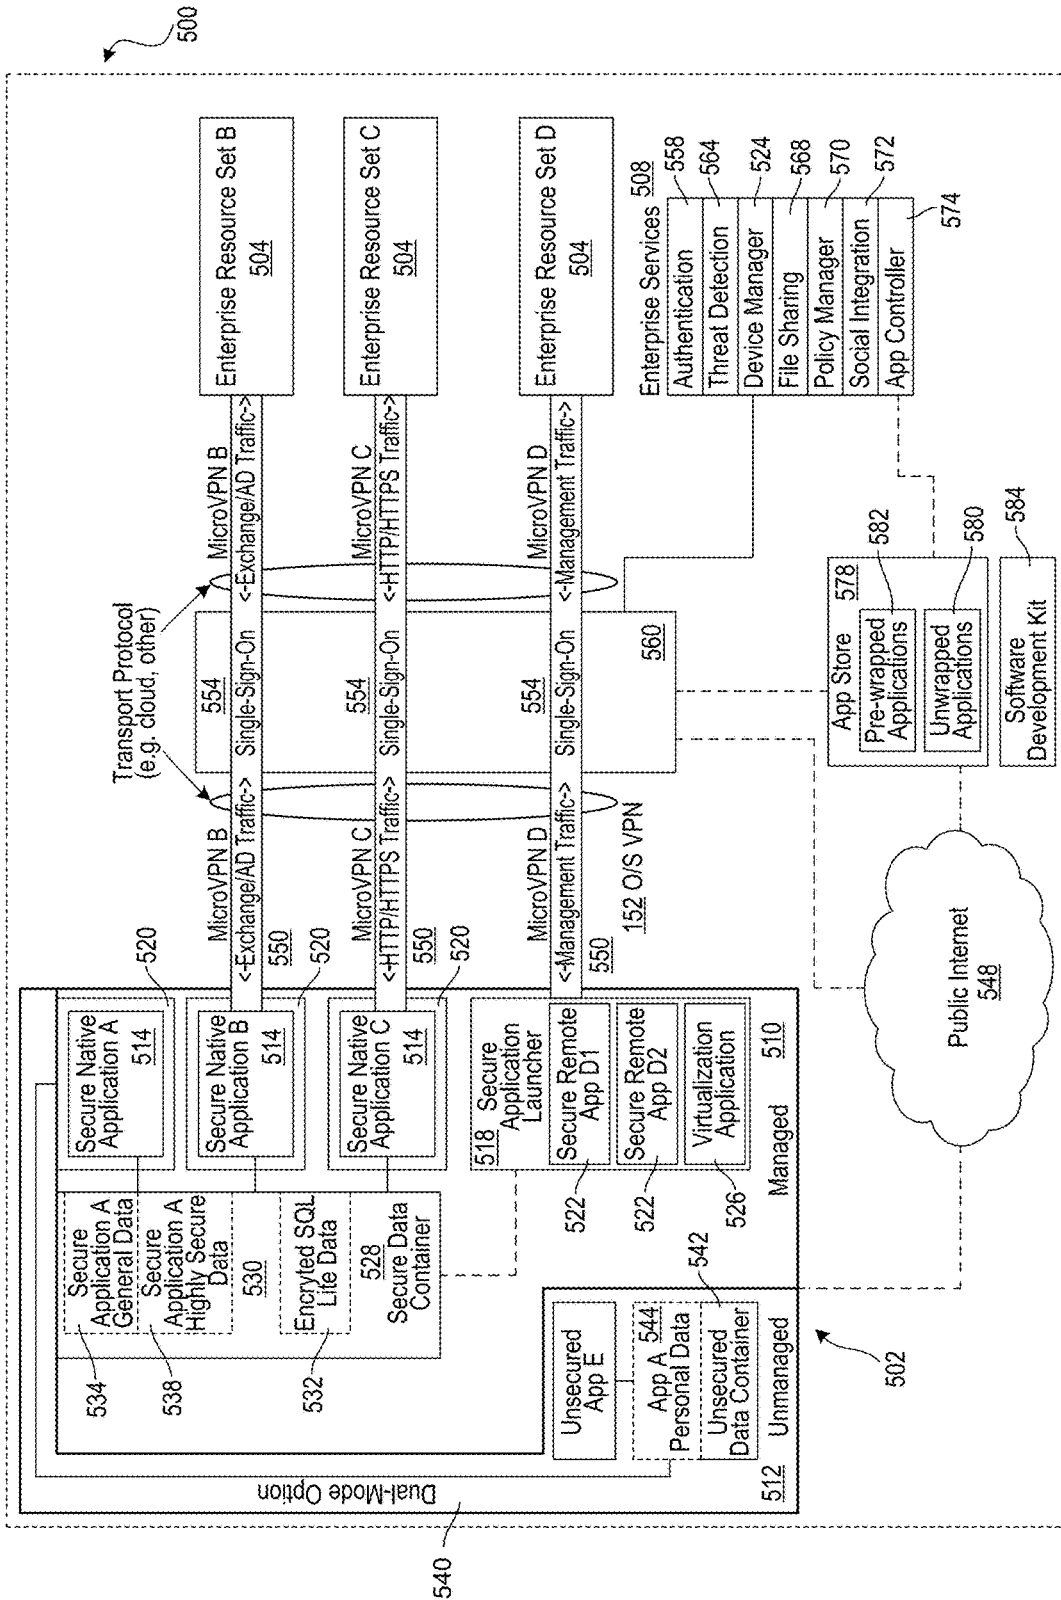 500
Enterprise Resource Set B
504
Enterprise Resource Set C
504
Enterprise Resource Set D
504
Enterprise Services 508
Authentication
558
Threat Detection
564
Device Manager
524
File Sharing
568
Policy Manager
570
Social Integration
572
App Controller
574
Transport Protocol
(e.g. cloud, other)
MicroVPN B
<-Exchange/AD Traffic->
MicroVPN C
<-HTTP/HTTPS Traffic->
MicroVPN D
<-Management Traffic->
554
Single-Sign-On
554
Single-Sign-On
554
Single-Sign-On
560
MicroVPN B
<-Exchange/AD Traffic->
550
MicroVPN C
<-HTTP/HTTPS Traffic->
550
MicroVPN D
<-Management Traffic->
550
152 O/S VPN
App Store 578
Pre-wrapped
Applications
582
Unwrapped
Applications
580
Software
Development Kit
584
Public Internet
548
520
Secure Native
Application A
514
520
Secure Native
Application B
514
520
Secure Native
Application C
514
518 Secure
Application
Launcher
Secure Remote
App D1
522
Secure Remote
App D2
522
Virtualization
Application
526
510
Managed
Secure
Application A
General Data
534
Secure
Application A
Highly Secure
Data
538
530
Encryted SQL
Lite Data
532
528
Secure Data
Container
Unsecured
App E
App A 544
Personal Data
Unsecured
Data Container
542
Unmanaged
512
502
Dual-Mode Option
540